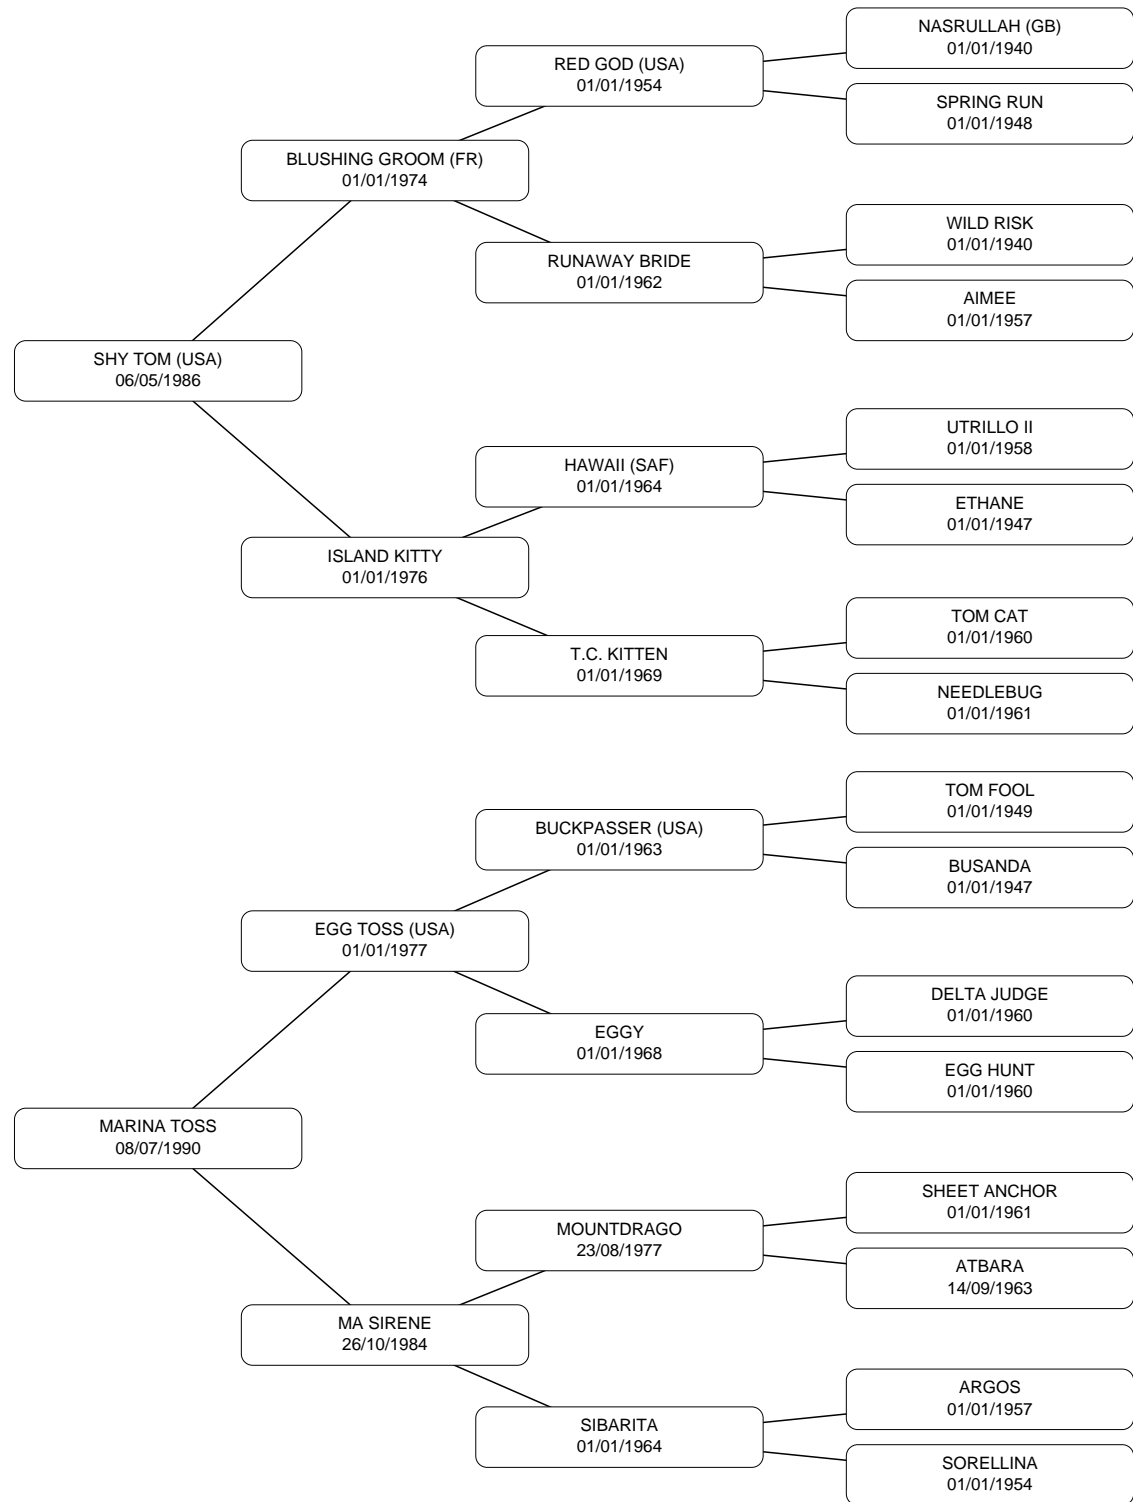 NASRULLAH (GB)
01/01/1940
RED GOD (USA)
01/01/1954
SPRING RUN
01/01/1948
BLUSHING GROOM (FR)
01/01/1974
WILD RISK
01/01/1940
RUNAWAY BRIDE
01/01/1962
AIMEE
01/01/1957
SHY TOM (USA)
06/05/1986
UTRILLO II
01/01/1958
HAWAII (SAF)
01/01/1964
ETHANE
01/01/1947
ISLAND KITTY
01/01/1976
TOM CAT
01/01/1960
T.C. KITTEN
01/01/1969
NEEDLEBUG
01/01/1961
TOM FOOL
01/01/1949
BUCKPASSER (USA)
01/01/1963
BUSANDA
01/01/1947
EGG TOSS (USA)
01/01/1977
DELTA JUDGE
01/01/1960
EGGY
01/01/1968
EGG HUNT
01/01/1960
MARINA TOSS
08/07/1990
SHEET ANCHOR
01/01/1961
MOUNTDRAGO
23/08/1977
ATBARA
14/09/1963
MA SIRENE
26/10/1984
ARGOS
01/01/1957
SIBARITA
01/01/1964
SORELLINA
01/01/1954